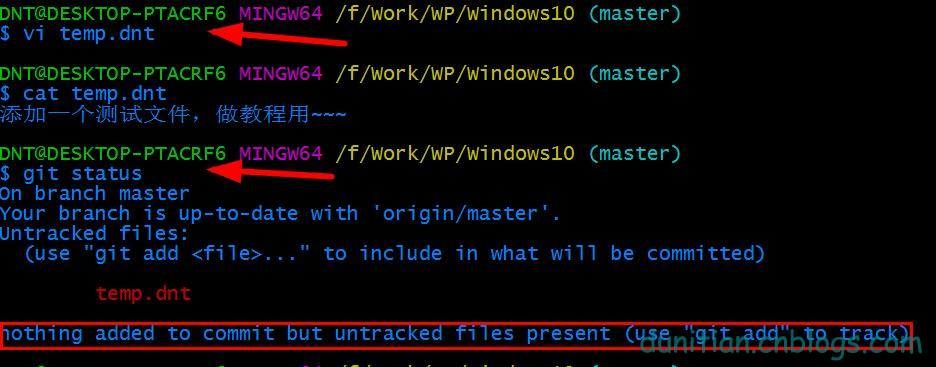 DNT@DESKTOP-PTACRF6 MINGW64 /f/Work/WP/Windows10 (master)
$ vi temp.dnt
DNT@DESKTOP-PTACRF6 MINGW64 /f/Work/WP/Windows10 (master)
$ cat temp.dnt
添加一个测试文件，做教程用~~~
DNT@DESKTOP-PTACRF6 MINGW64 /f/Work/WP/Windows10 (master)
$ git status
On branch master
Your branch is up-to-date with 'origin/master'.
Untracked files:
(use "git add <file>..." to include in what will be committed)
temp.dnt
nothing added to commit but untracked files present (use "git add" to track)
dunitian.cnblogs.com